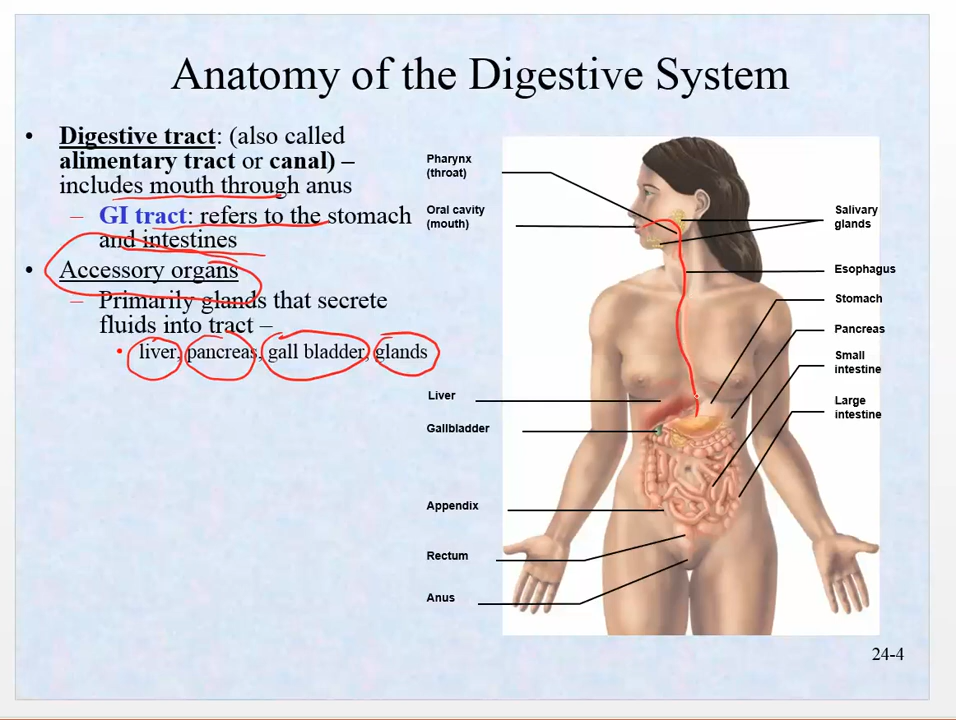 Anatomy of the Digestive System
• Digestive tract: (also called
alimentary tract or canal) –
includes mouth through anus
– GI tract: refers to the stomach
and intestines
• Accessory organs
– Primarily glands that secrete
fluids into tract –
• liver, pancreas, gall bladder, glands
Pharynx
(throat)
Oral cavity
(mouth)
Liver
Gallbladder
Appendix
Rectum
Anus
Salivary
glands
Esophagus
Stomach
Pancreas
Small
intestine
Large
intestine
24-4